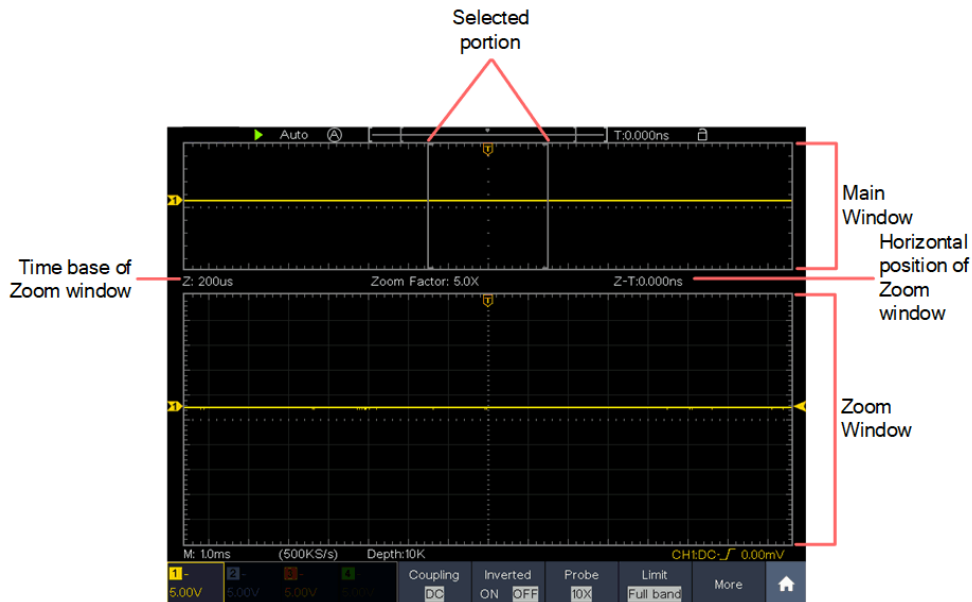 Selected
portion
Auto A T:0.000ns
T
1
Main
Window
Time base of
Zoom window
Z: 200us Zoom Factor: 5.0X Z-T:0.000ns
Horizontal
position of
Zoom
window
T
1
Zoom
Window
M: 1.0ms (500KS/s) Depth:10K CH1:DC- 0.00mV
1 - 2 - 3 - 4 -
5.00V 5.00V 5.00V 5.00V
Coupling Inverted Probe Limit More
DC ON OFF 10X Full band